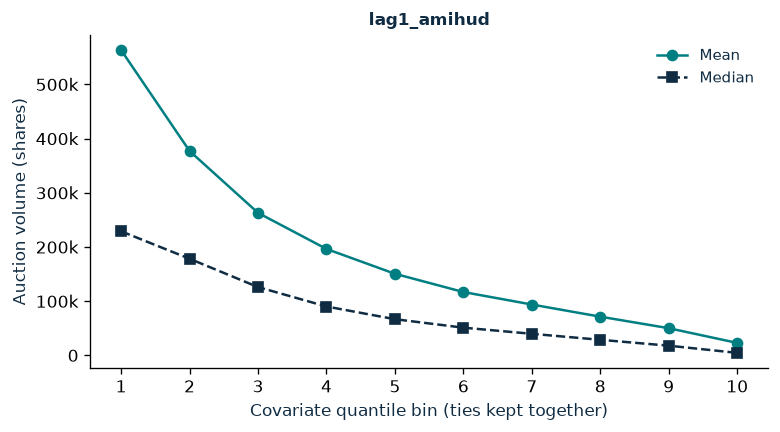 lag1_amihud
Mean
Median
Auction volume (shares)
500k
400k
300k
200k
100k
0
1 2 3 4 5 6 7 8 9 10
Covariate quantile bin (ties kept together)